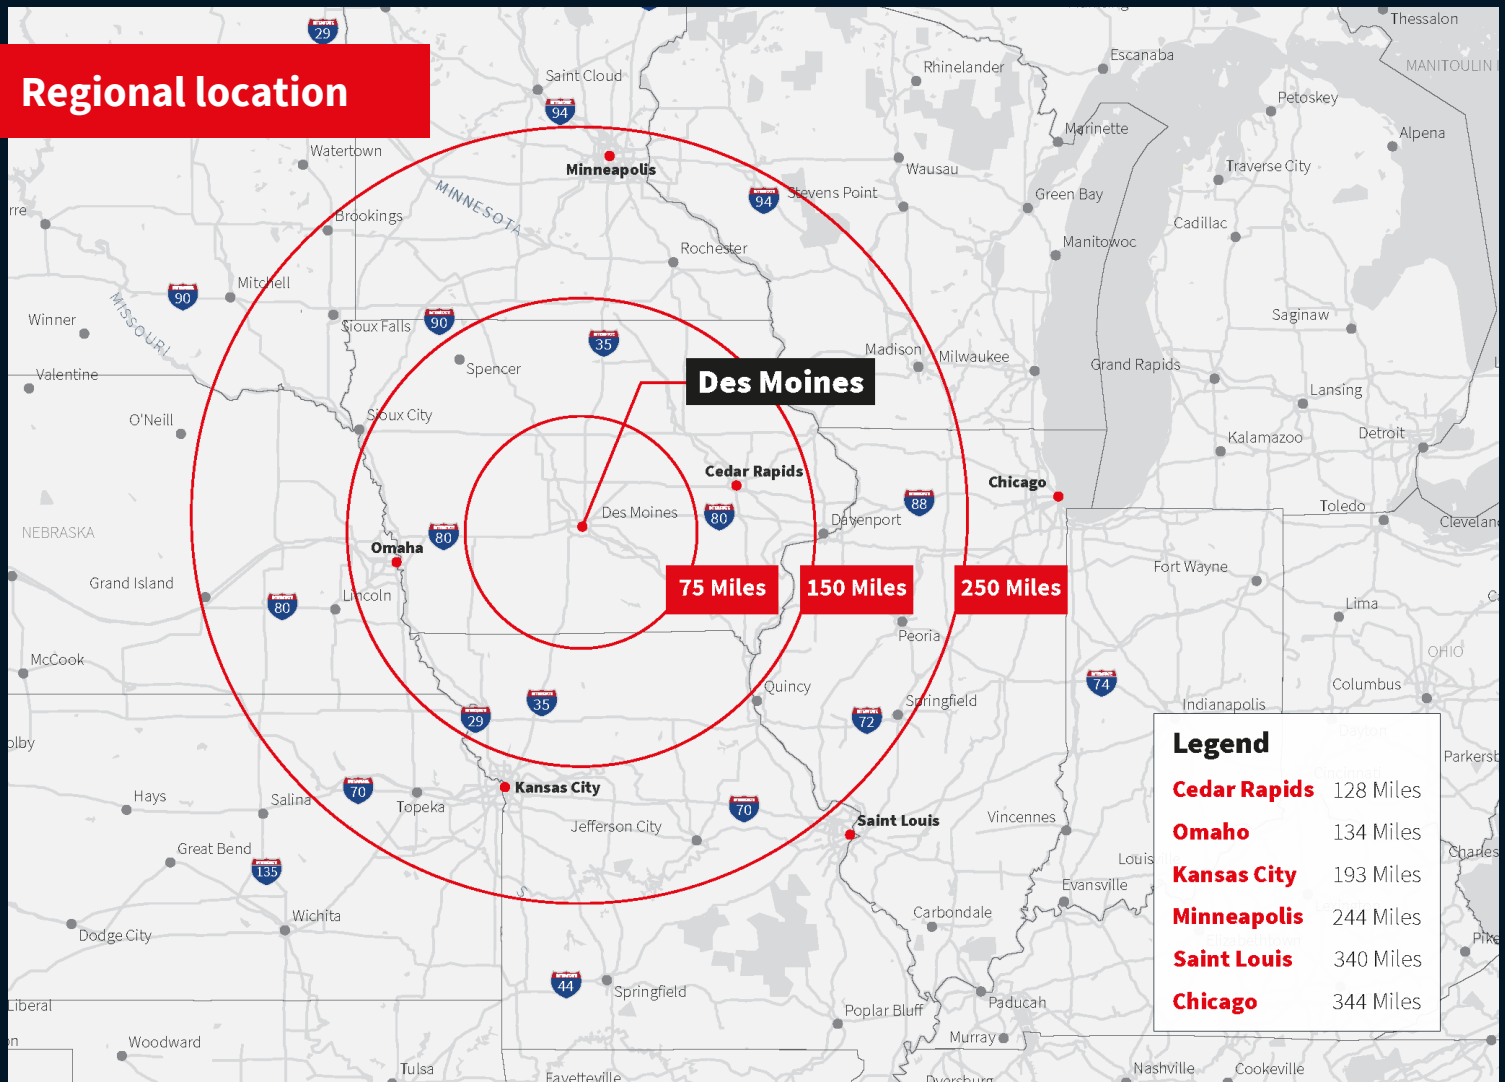 Thessalon
29
Escanaba
Rhinelander
MANITOULIN
Saint Cloud
Regional location
Petoskey
94
Marinette
Alpena
Watertown
Minneapolis
Wausau
Traverse City
MINNESOTA
94
Stevens Point
Green Bay
rre
Brookings
Cadillac
Rochester
Manitowoc
Mitchell
90
MISSOURI
Winner
Sioux Falls
90
35
Saginaw
Madison
Milwaukee
Grand Rapids
Spencer
Valentine
Des Moines
Lansing
O'Neill
Sioux City
Kalamazoo
Detroit
Cedar Rapids
Chicago
88
Toledo
Des Moines
80
Davenport
Cleveland
NEBRASKA
80
Omaha
Grand Island
80
Lincoln
75 Miles
150 Miles
250 Miles
Fort Wayne
Lima
Peoria
McCook
OHIO
Quincy
74
Columbus
35
29
72
Springfield
Indianapolis
olby
Legend
Parkersb
Cedar Rapids 128 Miles
Omaho 134 Miles
Kansas City 193 Miles
Minneapolis 244 Miles
Saint Louis 340 Miles
Chicago 344 Miles
Hays
Salina
70
Topeka
Kansas City
70
Jefferson City
Saint Louis
Vincennes
Great Bend
135
Louis
Charles
Evansville
Wichita
Carbondale
Dodge City
Pike
44
Springfield
Liberal
Poplar Bluff
Paducah
Murray
on
Woodward
Tulsa
Fayetteville
Dyersburg
Nashville
Cookeville